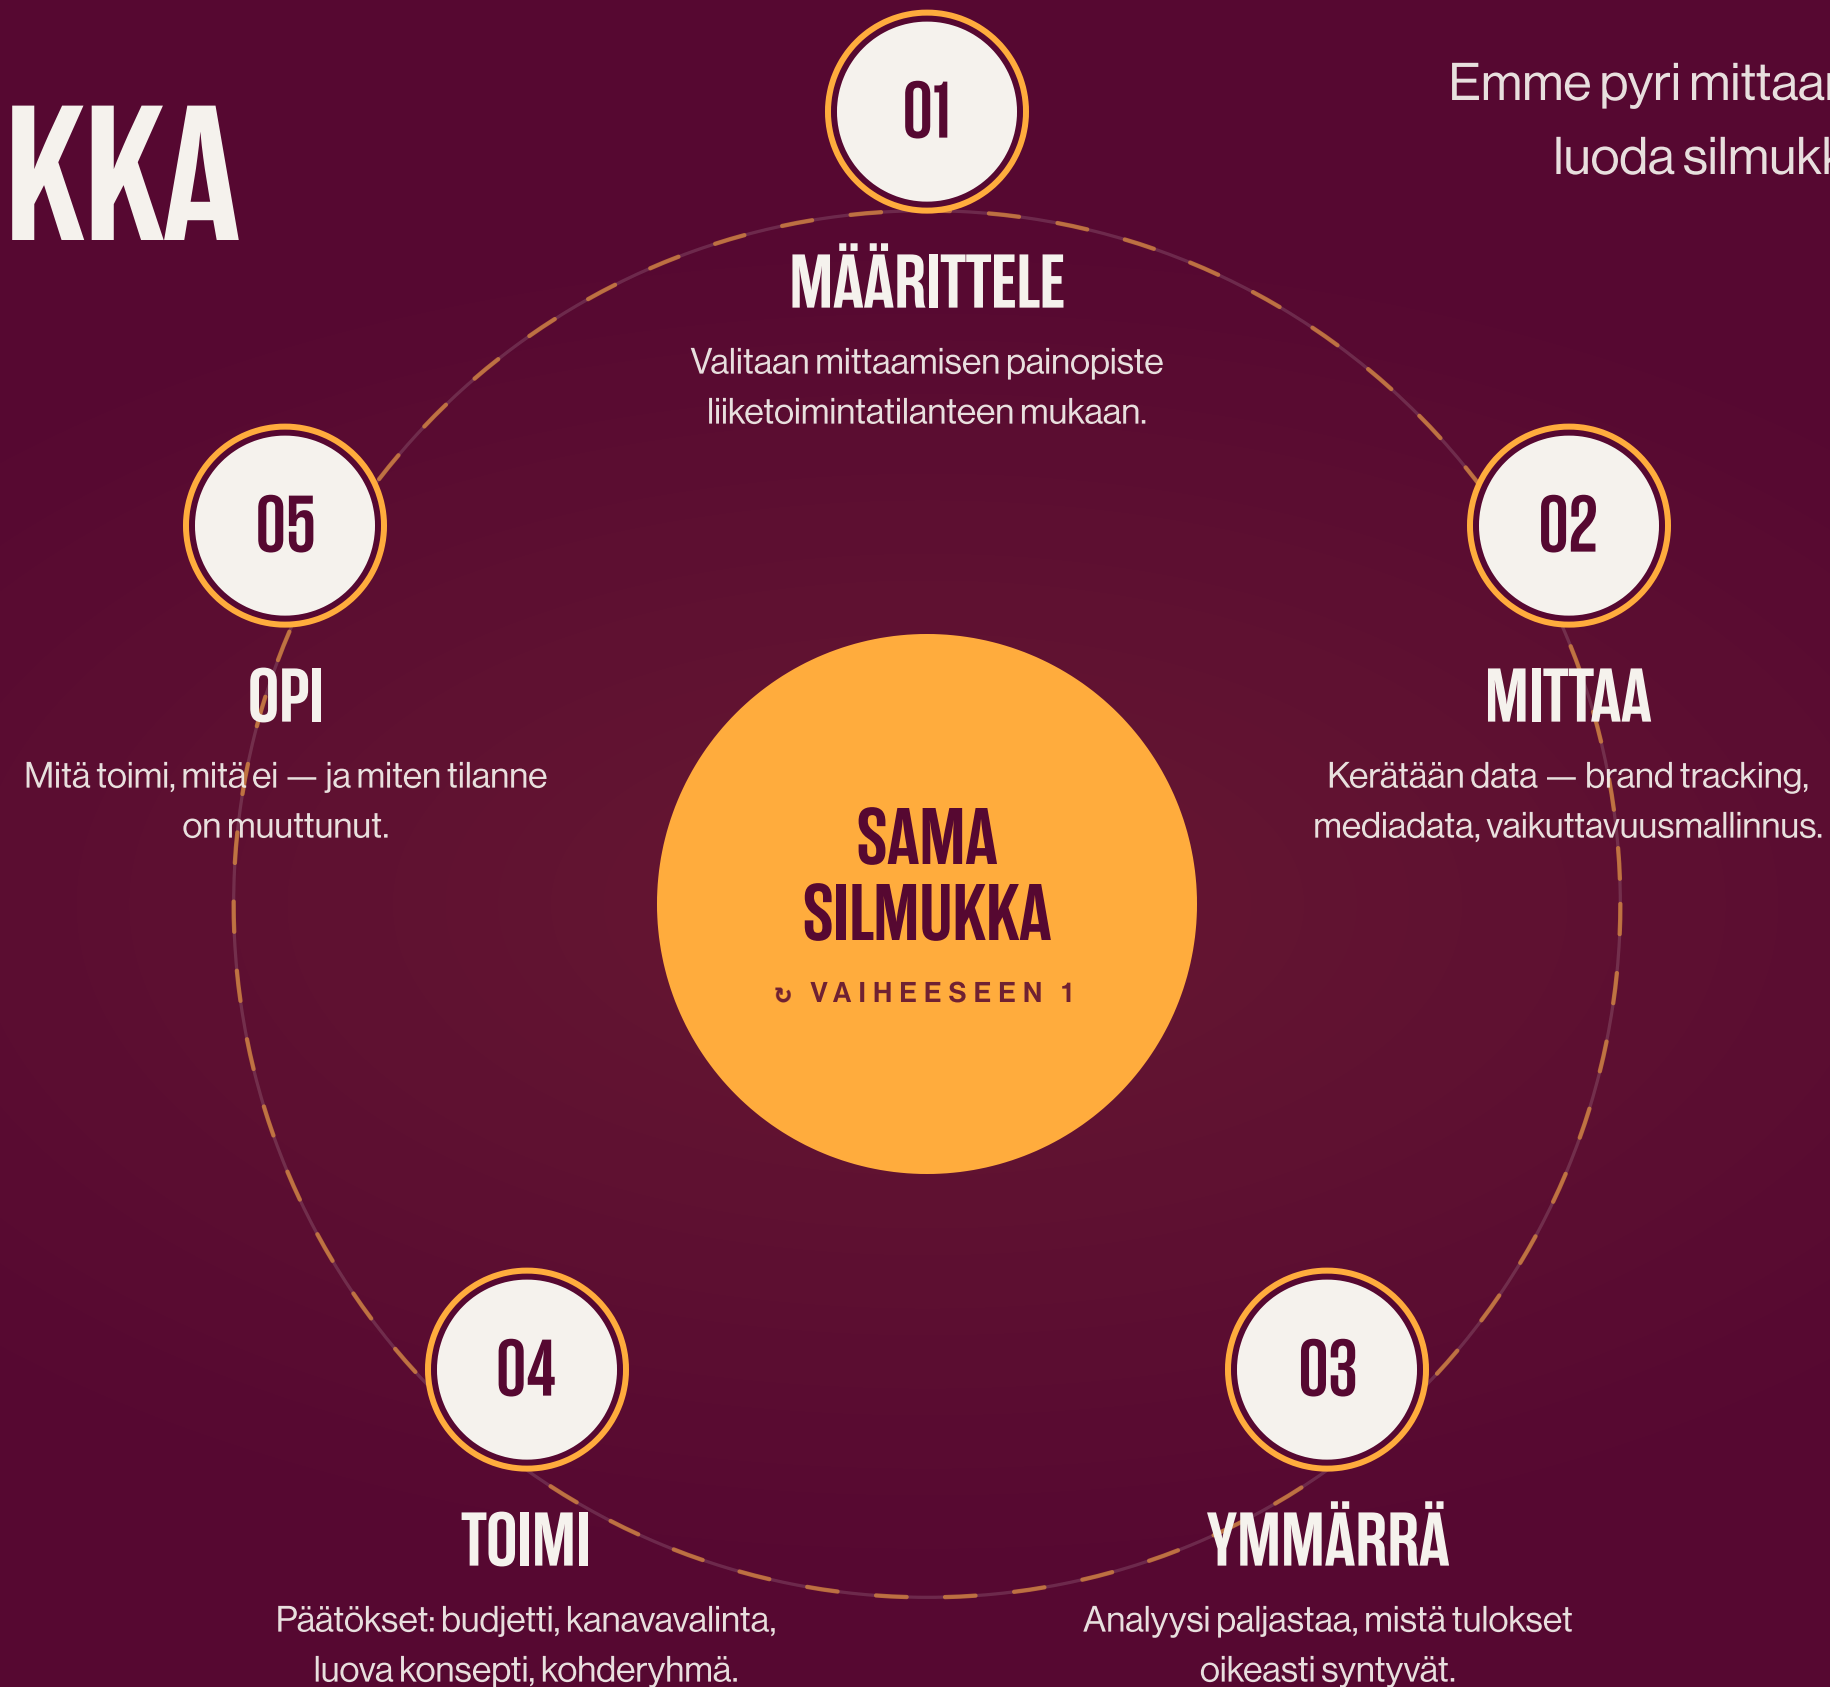 KKA
Emme pyri mittaa
luoda silmukk
01
MÄÄRITTELE
Valitaan mittaamisen painopiste
liiketoimintatilanteen mukaan.
02
MITTAA
Kerätään data — brand tracking,
mediadata, vaikuttavuusmallinnus.
03
YMMÄRRÄ
Analyysi paljastaa, mistä tulokset
oikeasti syntyvät.
04
TOIMI
Päätökset: budjetti, kanavavalinta,
luova konsepti, kohderyhmä.
05
OPI
Mitä toimi, mitä ei — ja miten tilanne
on muuttunut.
SAMA
SILMUKKA
↻ VAIHEESEEN 1